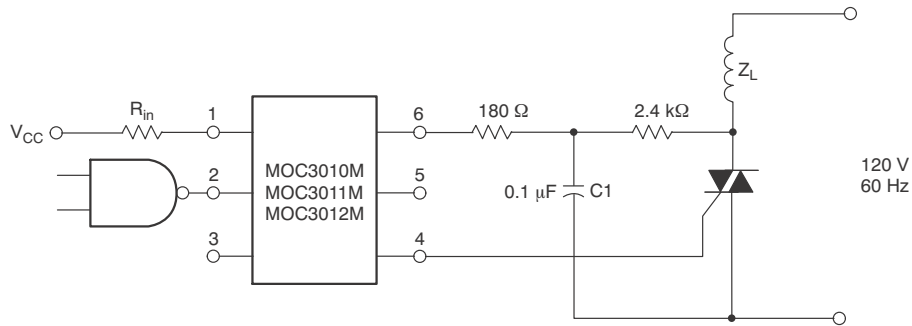 Z_L
V_CC
R_in
1
6
180 Ω
2.4 kΩ
MOC3010M
MOC3011M
MOC3012M
2
5
0.1 µF
C1
120 V
60 Hz
3
4